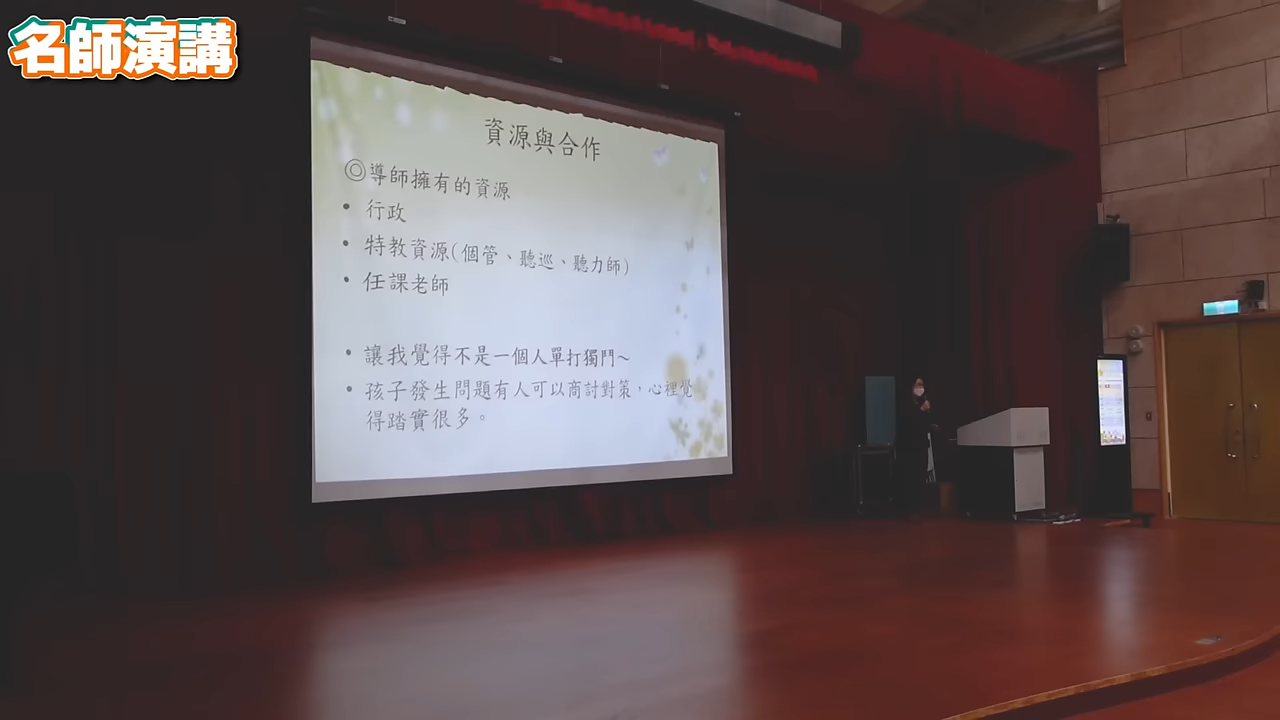 名師演講
資源與合作
◎導師擁有的資源
• 行政
• 特教資源(個管、聽巡、聽力師)
• 任課老師
• 讓我覺得不是一個人單打獨鬥~
• 孩子發生問題有人可以商討對策，心裡覺
得踏實很多。